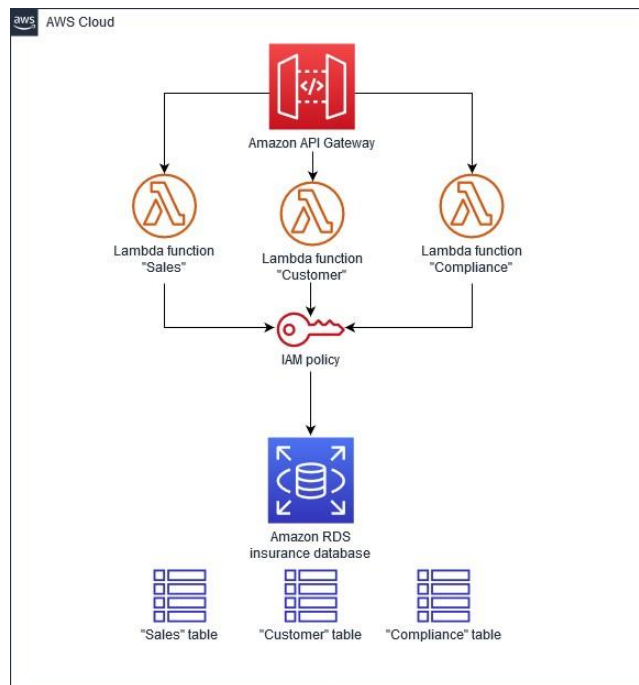 aws
AWS Cloud
</>
Amazon API Gateway
Lambda function
"Sales"
Lambda function
"Customer"
Lambda function
"Compliance"
IAM policy
Amazon RDS
insurance database
"Sales" table
"Customer" table
"Compliance" table